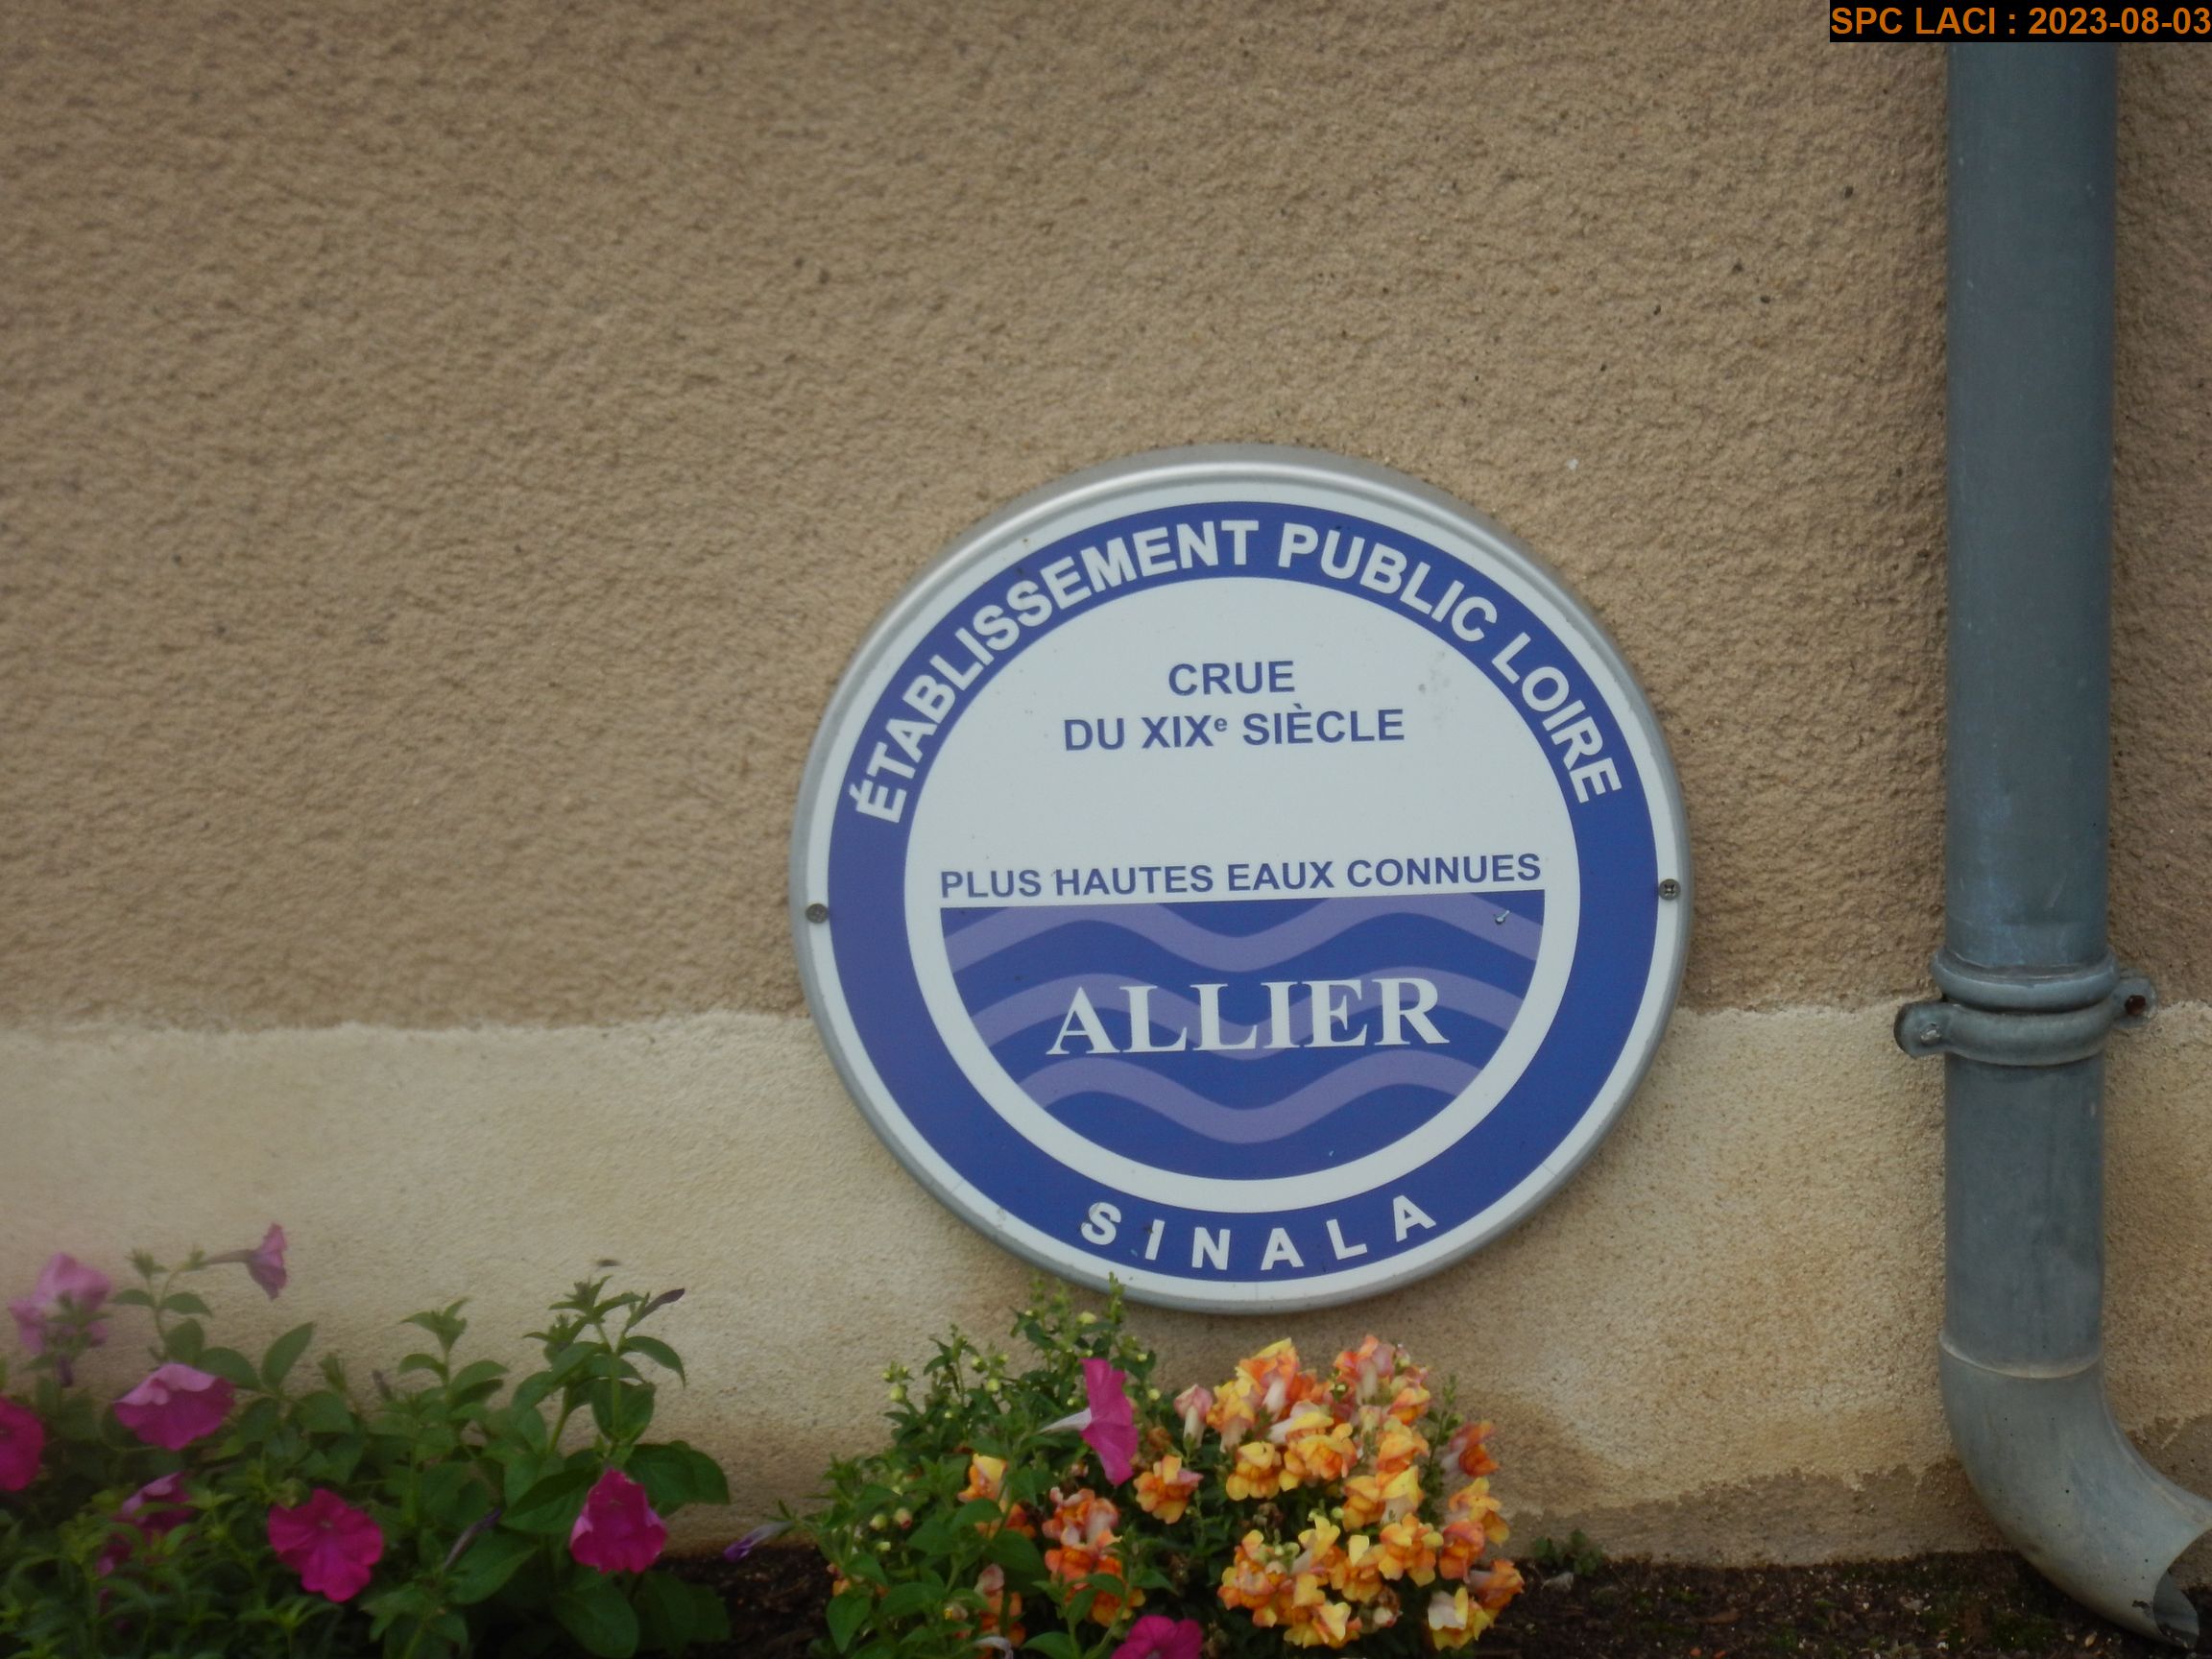 SPC LACI : 2023-08-03
ÉTABLISSEMENT PUBLIC LOIRE
CRUE
DU XIXᵉ SIÈCLE
PLUS HAUTES EAUX CONNUES
ALLIER
SINALA